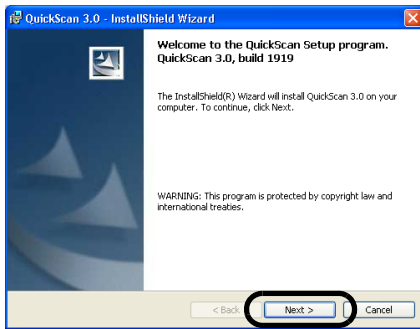 QuickScan 3.0 - InstallShield Wizard
Welcome to the QuickScan Setup program.
QuickScan 3.0, build 1919
The InstallShield(R) Wizard will install QuickScan 3.0 on your
computer. To continue, click Next.
WARNING: This program is protected by copyright law and
international treaties.
< Back
Next >
Cancel